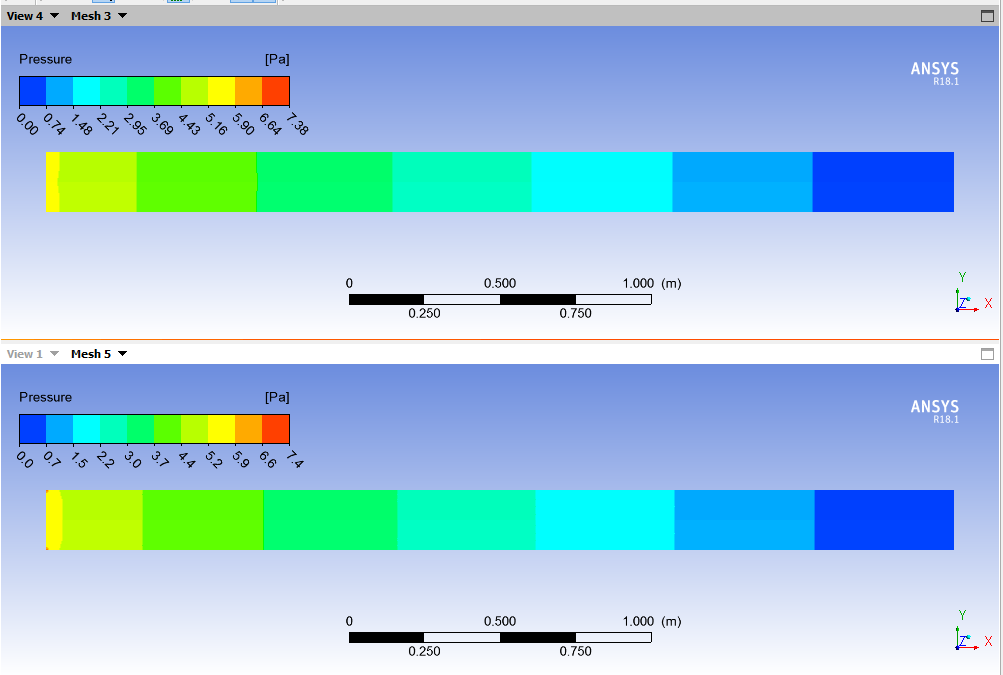 View 4 Mesh 3
Pressure [Pa]
ANSYS
R18.1
0.00 0.74 1.48 2.21 2.95 3.69 4.43 5.16 5.90 6.64 7.38
0 0.500 1.000 (m)
0.250 0.750
Y
Z X
View 1 Mesh 5
Pressure [Pa]
ANSYS
R18.1
0.0 0.7 1.5 2.2 3.0 3.7 4.4 5.2 5.9 6.6 7.4
0 0.500 1.000 (m)
0.250 0.750
Y
Z X